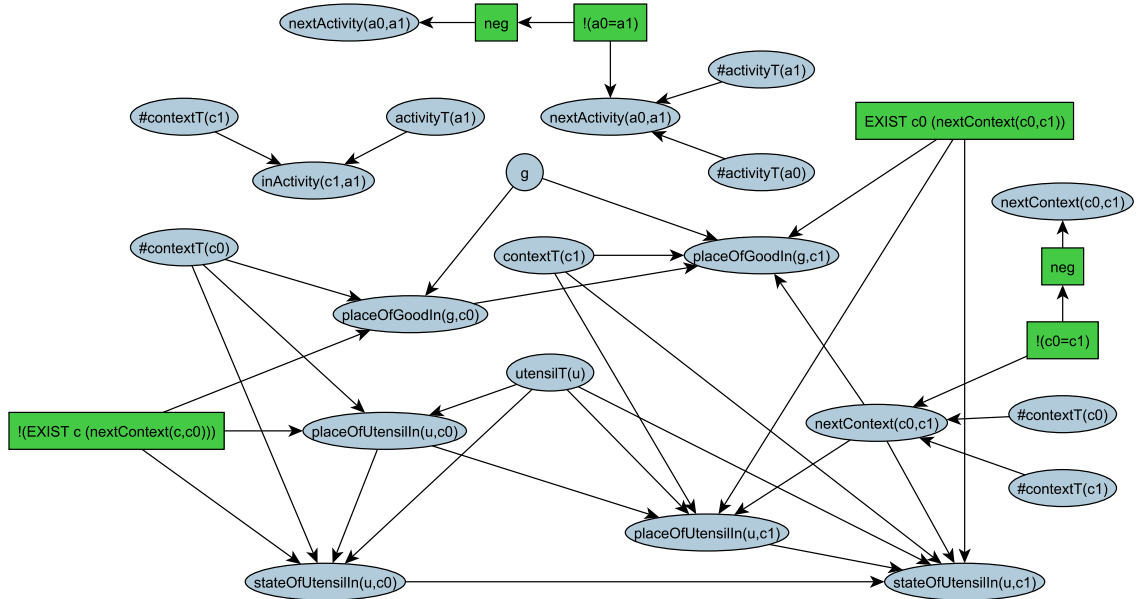 nextActivity(a0,a1)
neg
!(a0=a1)
#activityT(a1)
#contextT(c1)
activityT(a1)
nextActivity(a0,a1)
EXIST c0 (nextContext(c0,c1))
inActivity(c1,a1)
g
#activityT(a0)
nextContext(c0,c1)
#contextT(c0)
contextT(c1)
placeOfGoodIn(g,c1)
neg
placeOfGoodIn(g,c0)
!(c0=c1)
utensilT(u)
#contextT(c0)
!(EXIST c (nextContext(c,c0)))
placeOfUtensilIn(u,c0)
nextContext(c0,c1)
#contextT(c1)
placeOfUtensilIn(u,c1)
stateOfUtensilIn(u,c0)
stateOfUtensilIn(u,c1)